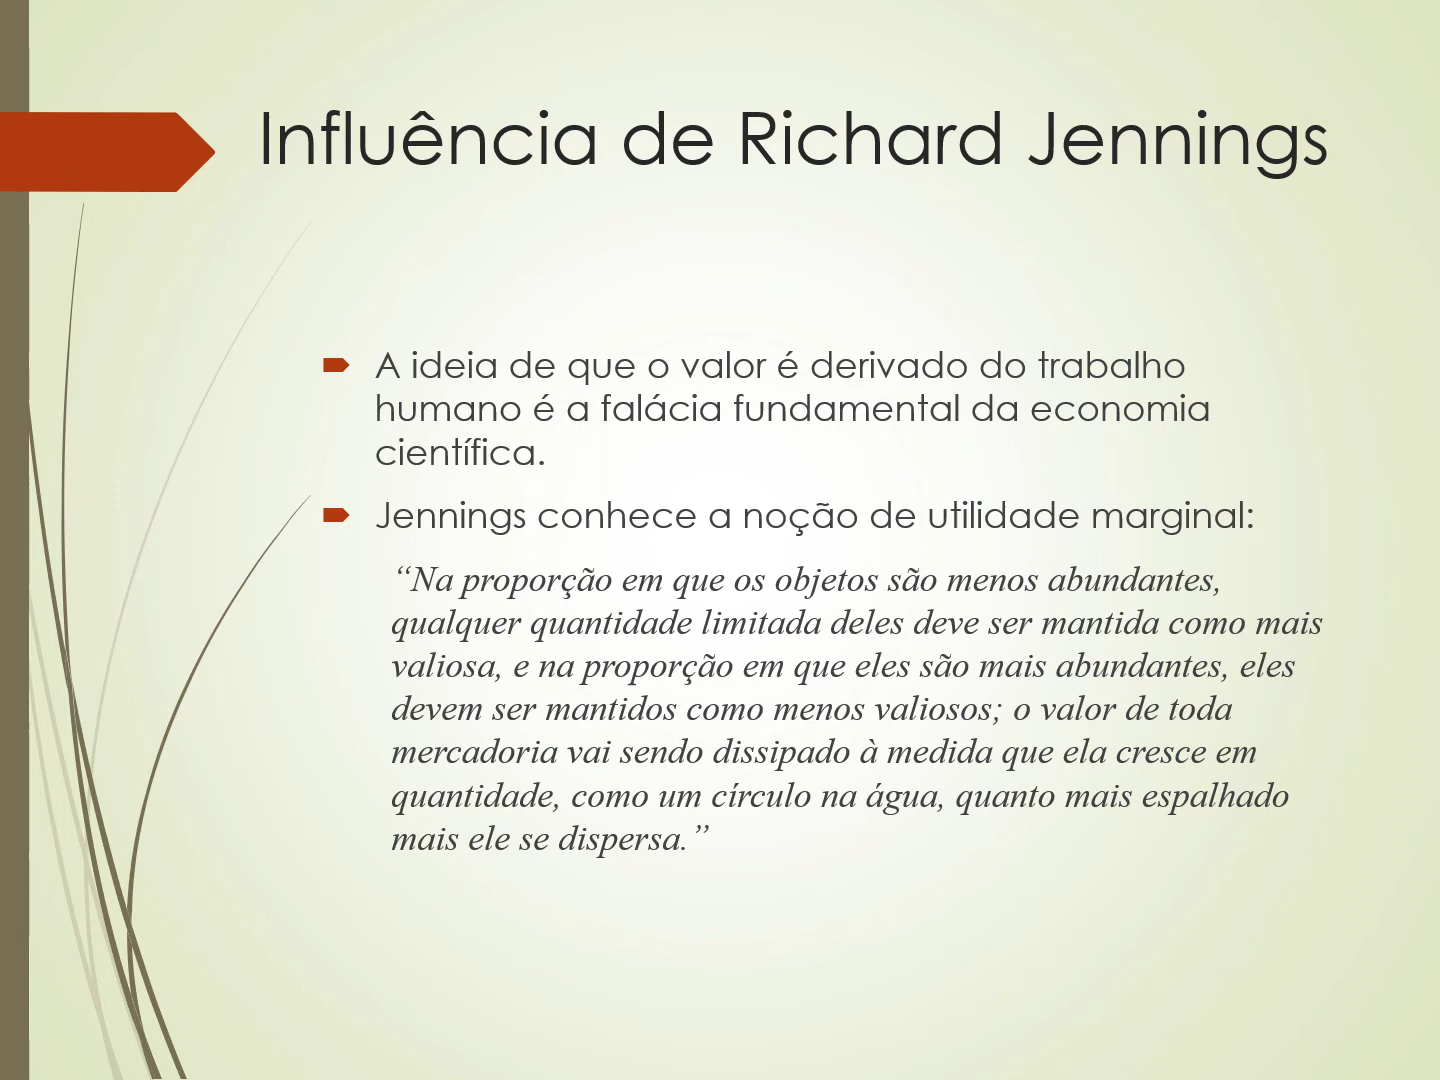 Influência de Richard Jennings
A ideia de que o valor é derivado do trabalho
humano é a falácia fundamental da economia
científica.
Jennings conhece a noção de utilidade marginal:
“Na proporção em que os objetos são menos abundantes,
qualquer quantidade limitada deles deve ser mantida como mais
valiosa, e na proporção em que eles são mais abundantes, eles
devem ser mantidos como menos valiosos; o valor de toda
mercadoria vai sendo dissipado à medida que ela cresce em
quantidade, como um círculo na água, quanto mais espalhado
mais ele se dispersa.”